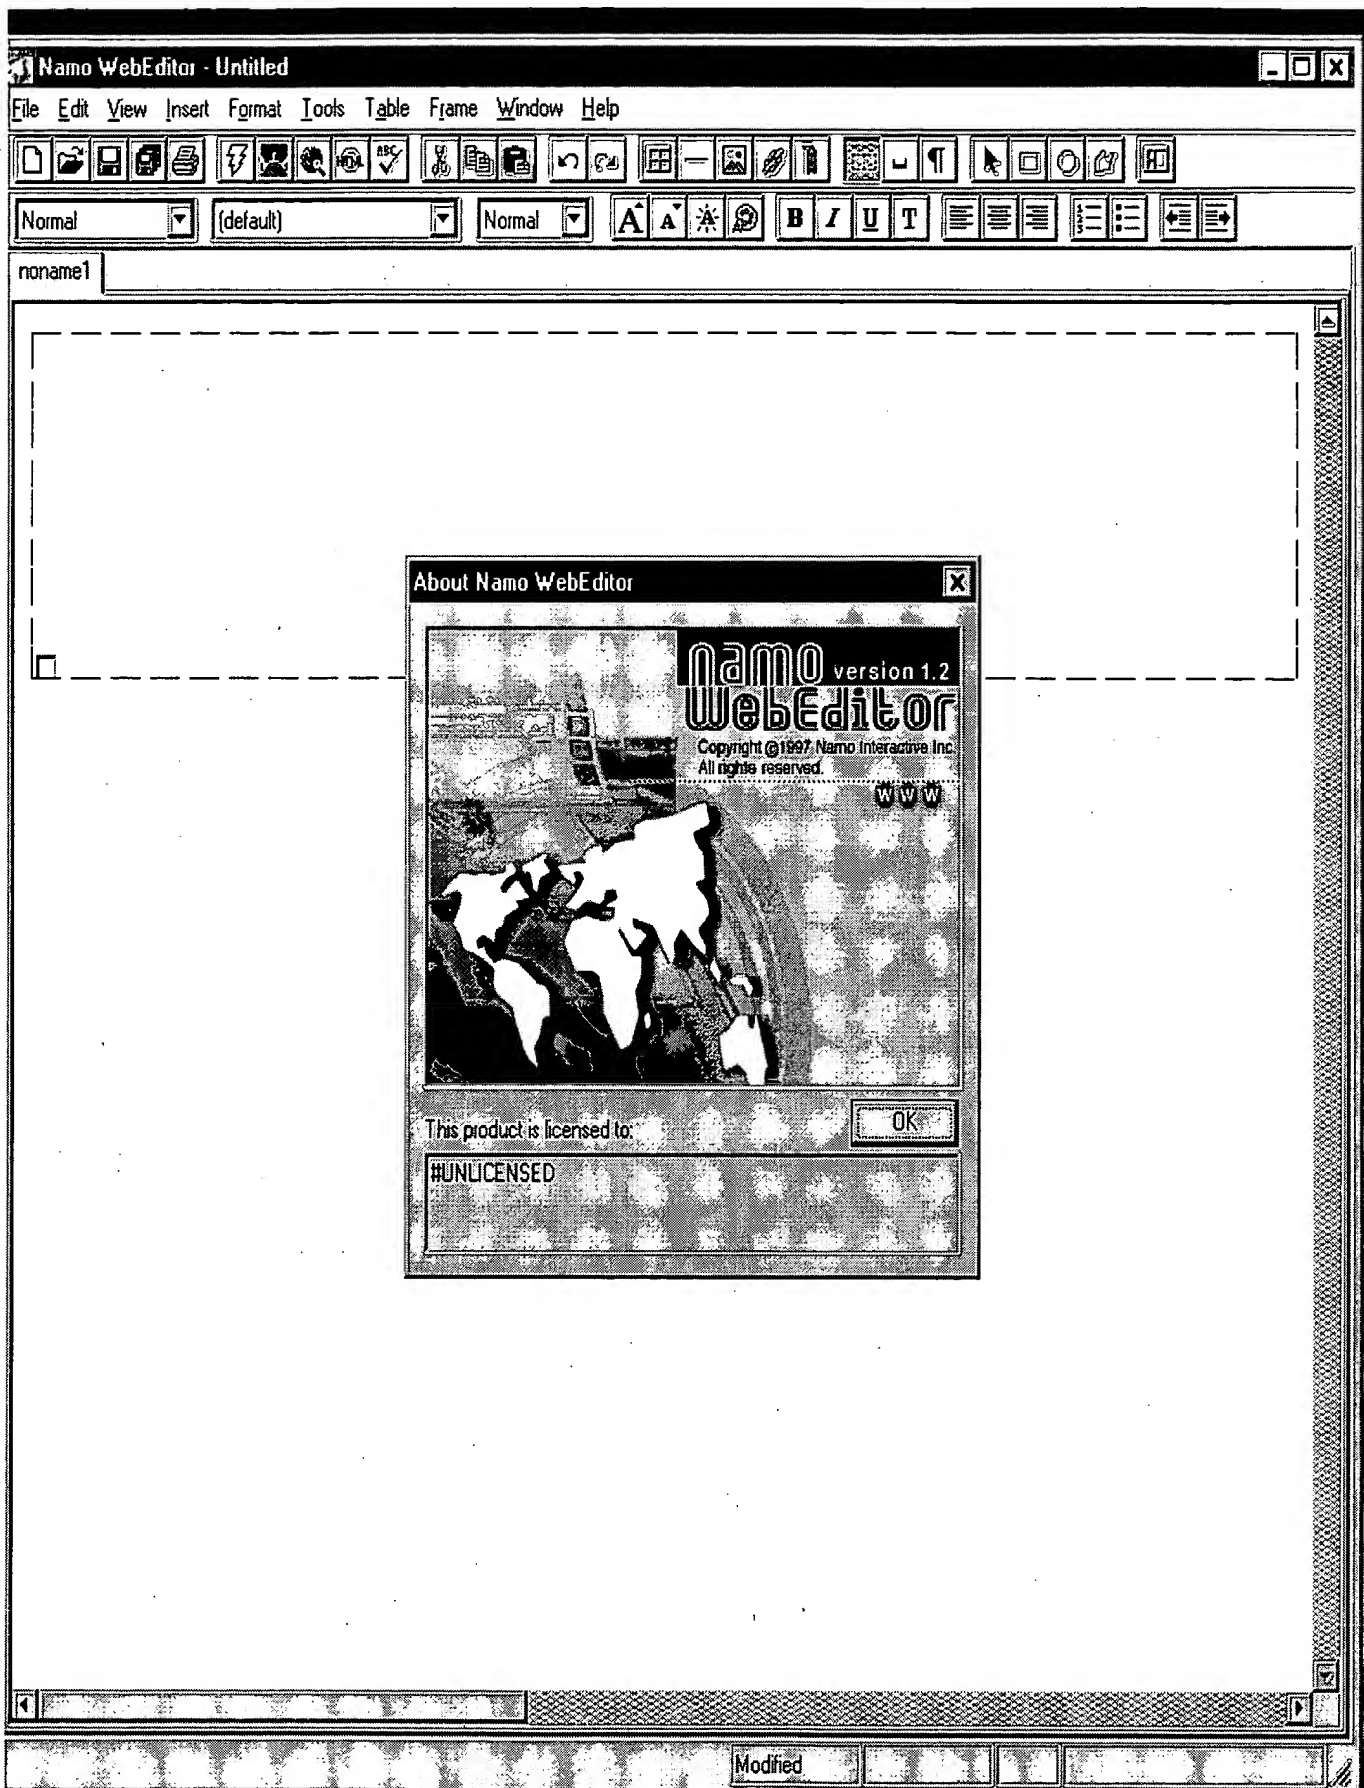 Namo WebEditor - Untitled
File Edit View Insert Format Tools Table Frame Window Help
HTML ABC
Normal (default) Normal A A A B I U T
noname1
About Namo WebEditor
namo version 1.2
WebEditor
Copyright ©1997 Namo Interactive Inc.
All rights reserved.
W W W
This product is licensed to:
OK
#UNLICENSED
Modified